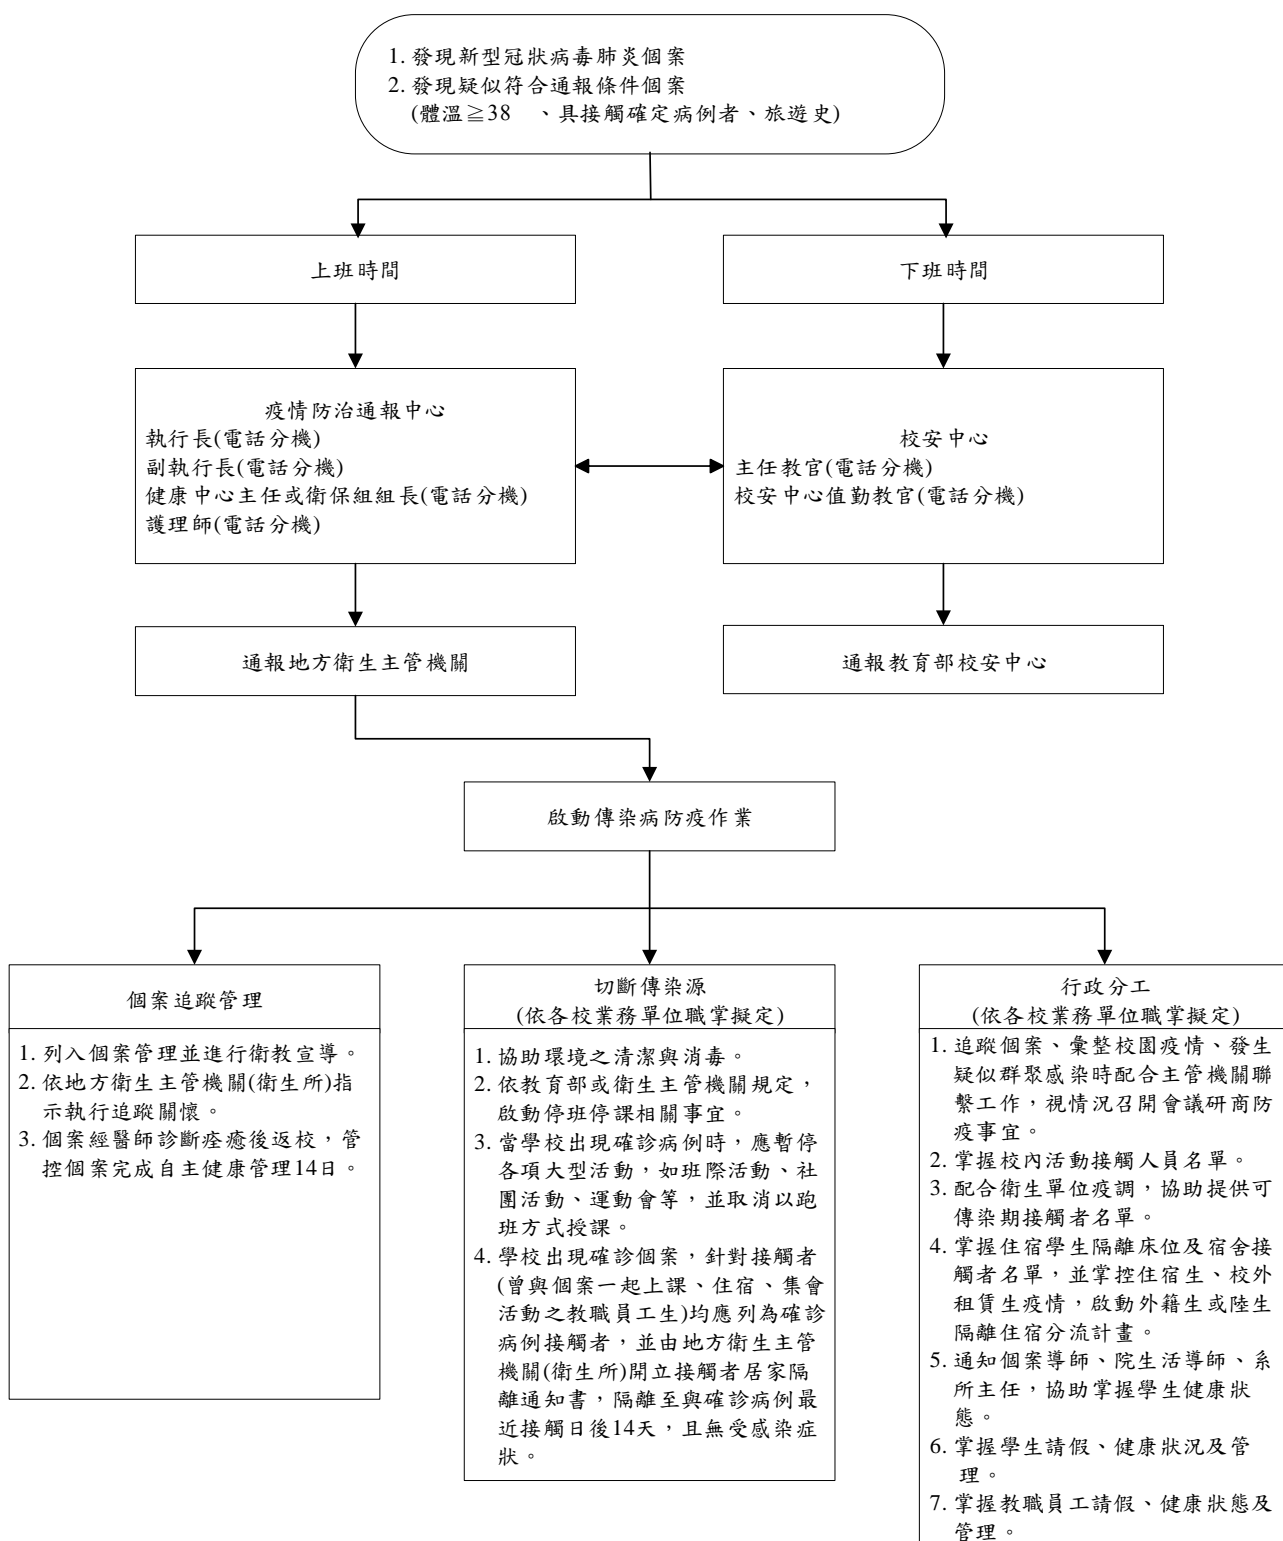 1. 發現新型冠狀病毒肺炎個案
2. 發現疑似符合通報條件個案
(體溫≧38　、具接觸確定病例者、旅遊史)
上班時間
下班時間
疫情防治通報中心
執行長(電話分機)
副執行長(電話分機)
健康中心主任或衛保組組長(電話分機)
護理師(電話分機)
校安中心
主任教官(電話分機)
校安中心值勤教官(電話分機)
通報地方衛生主管機關
通報教育部校安中心
啟動傳染病防疫作業
個案追蹤管理
1. 列入個案管理並進行衛教宣導。
2. 依地方衛生主管機關(衛生所)指
示執行追蹤關懷。
3. 個案經醫師診斷痊癒後返校，管
控個案完成自主健康管理14日。
切斷傳染源
(依各校業務單位職掌擬定)
1. 協助環境之清潔與消毒。
2. 依教育部或衛生主管機關規定，
啟動停班停課相關事宜。
3. 當學校出現確診病例時，應暫停
各項大型活動，如班際活動、社
團活動、運動會等，並取消以跑
班方式授課。
4. 學校出現確診個案，針對接觸者
(曾與個案一起上課、住宿、集會
活動之教職員工生)均應列為確診
病例接觸者，並由地方衛生主管
機關(衛生所)開立接觸者居家隔
離通知書，隔離至與確診病例最
近接觸日後14天，且無受感染症
狀。
行政分工
(依各校業務單位職掌擬定)
1. 追蹤個案、彙整校園疫情、發生
疑似群聚感染時配合主管機關聯
繫工作，視情況召開會議研商防
疫事宜。
2. 掌握校內活動接觸人員名單。
3. 配合衛生單位疫調，協助提供可
傳染期接觸者名單。
4. 掌握住宿學生隔離床位及宿舍接
觸者名單，並掌控住宿生、校外
租賃生疫情，啟動外籍生或陸生
隔離住宿分流計畫。
5. 通知個案導師、院生活導師、系
所主任，協助掌握學生健康狀
態。
6. 掌握學生請假、健康狀況及管
理。
7. 掌握教職員工請假、健康狀態及
管理。